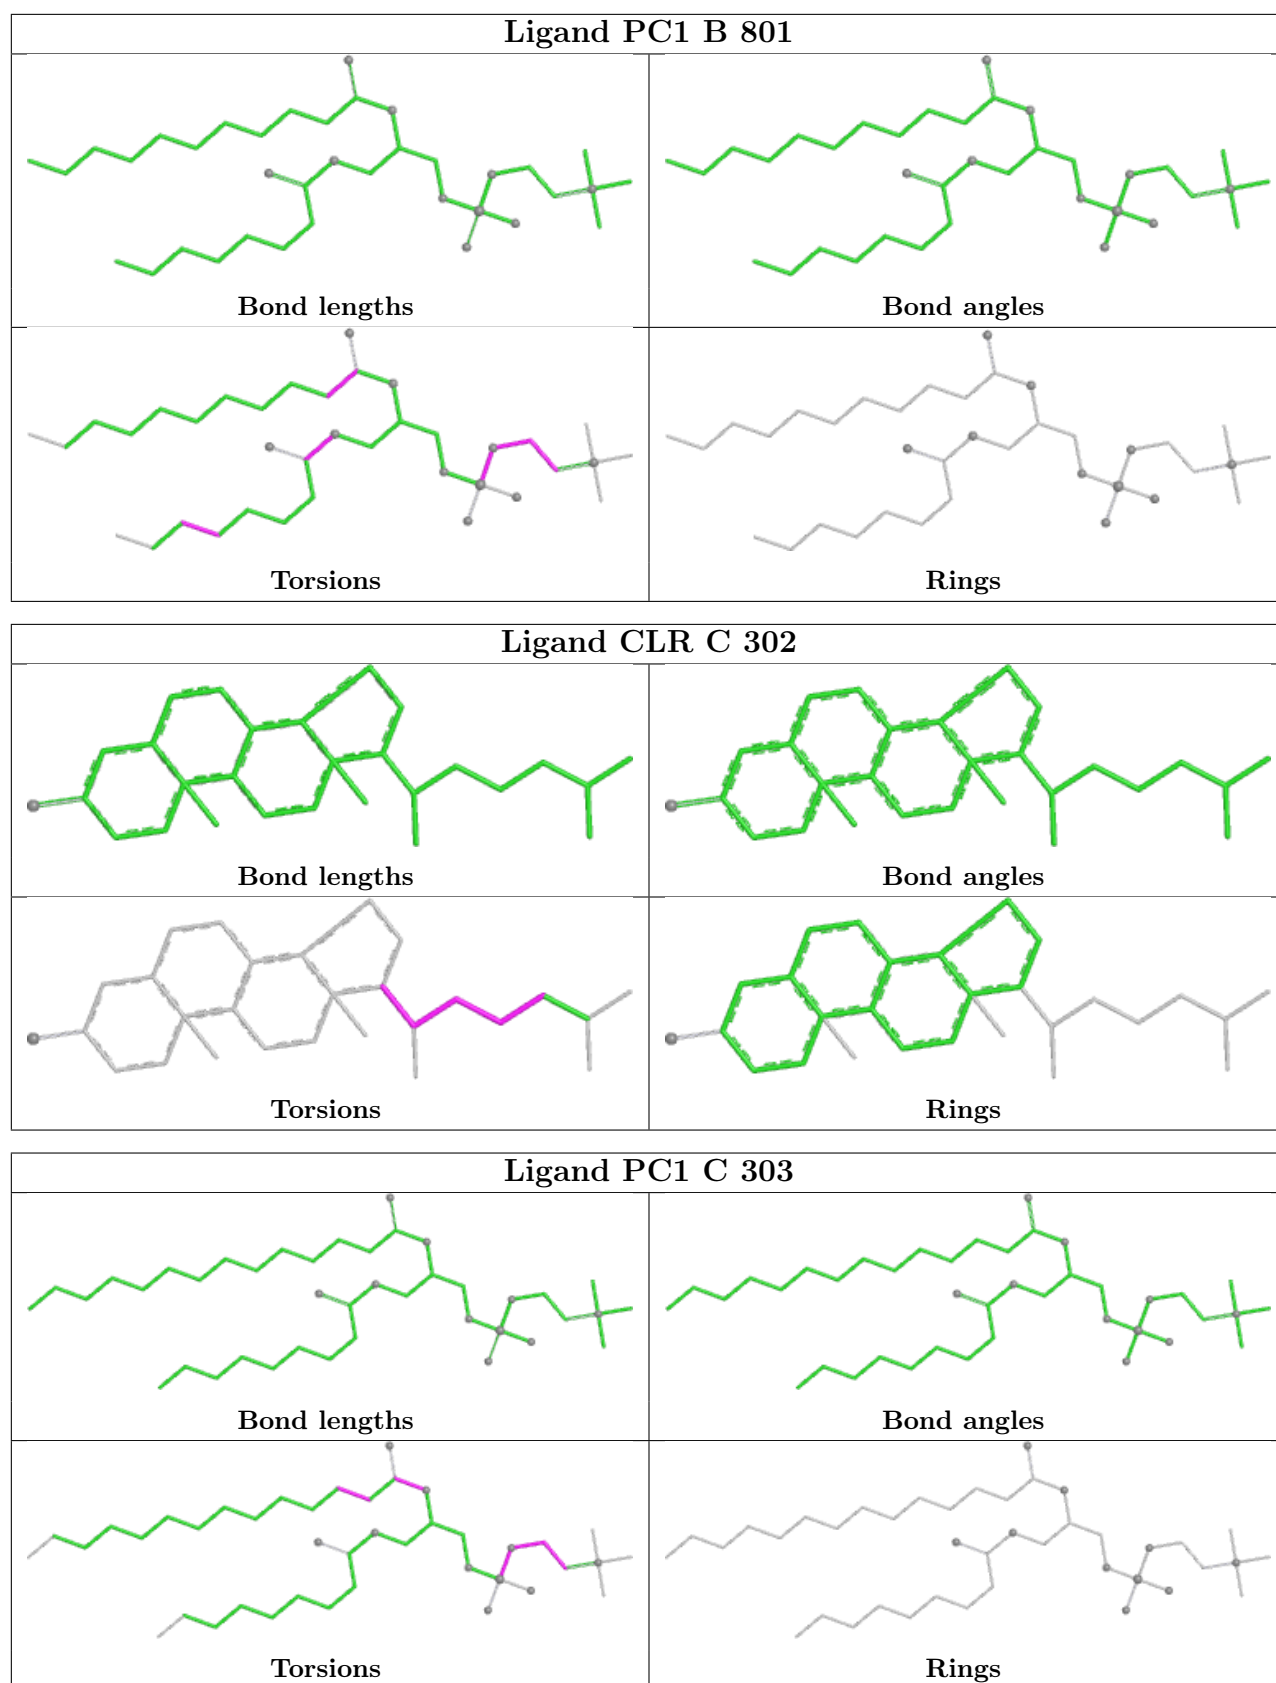 Ligand PC1 B 801
Bond lengths
Bond angles
Torsions
Rings
Ligand CLR C 302
Bond lengths
Bond angles
Torsions
Rings
Ligand PC1 C 303
Bond lengths
Bond angles
Torsions
Rings